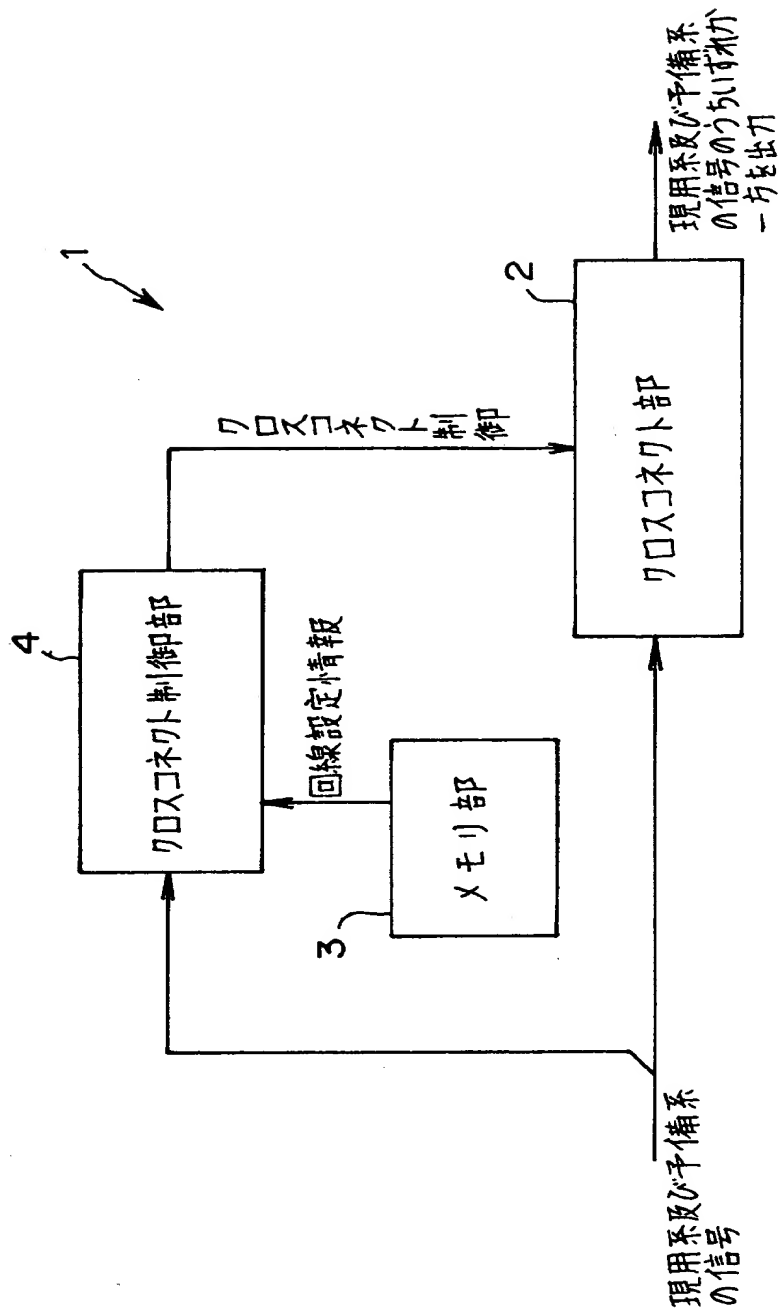 1
4
クロスコネクト制御部
クロスコネクト制御
回線設定情報
3
メモリ部
2
クロスコネクト部
現用系及び予備系
の信号
現用系及び予備系
の信号のうちいずれか
一方を出力